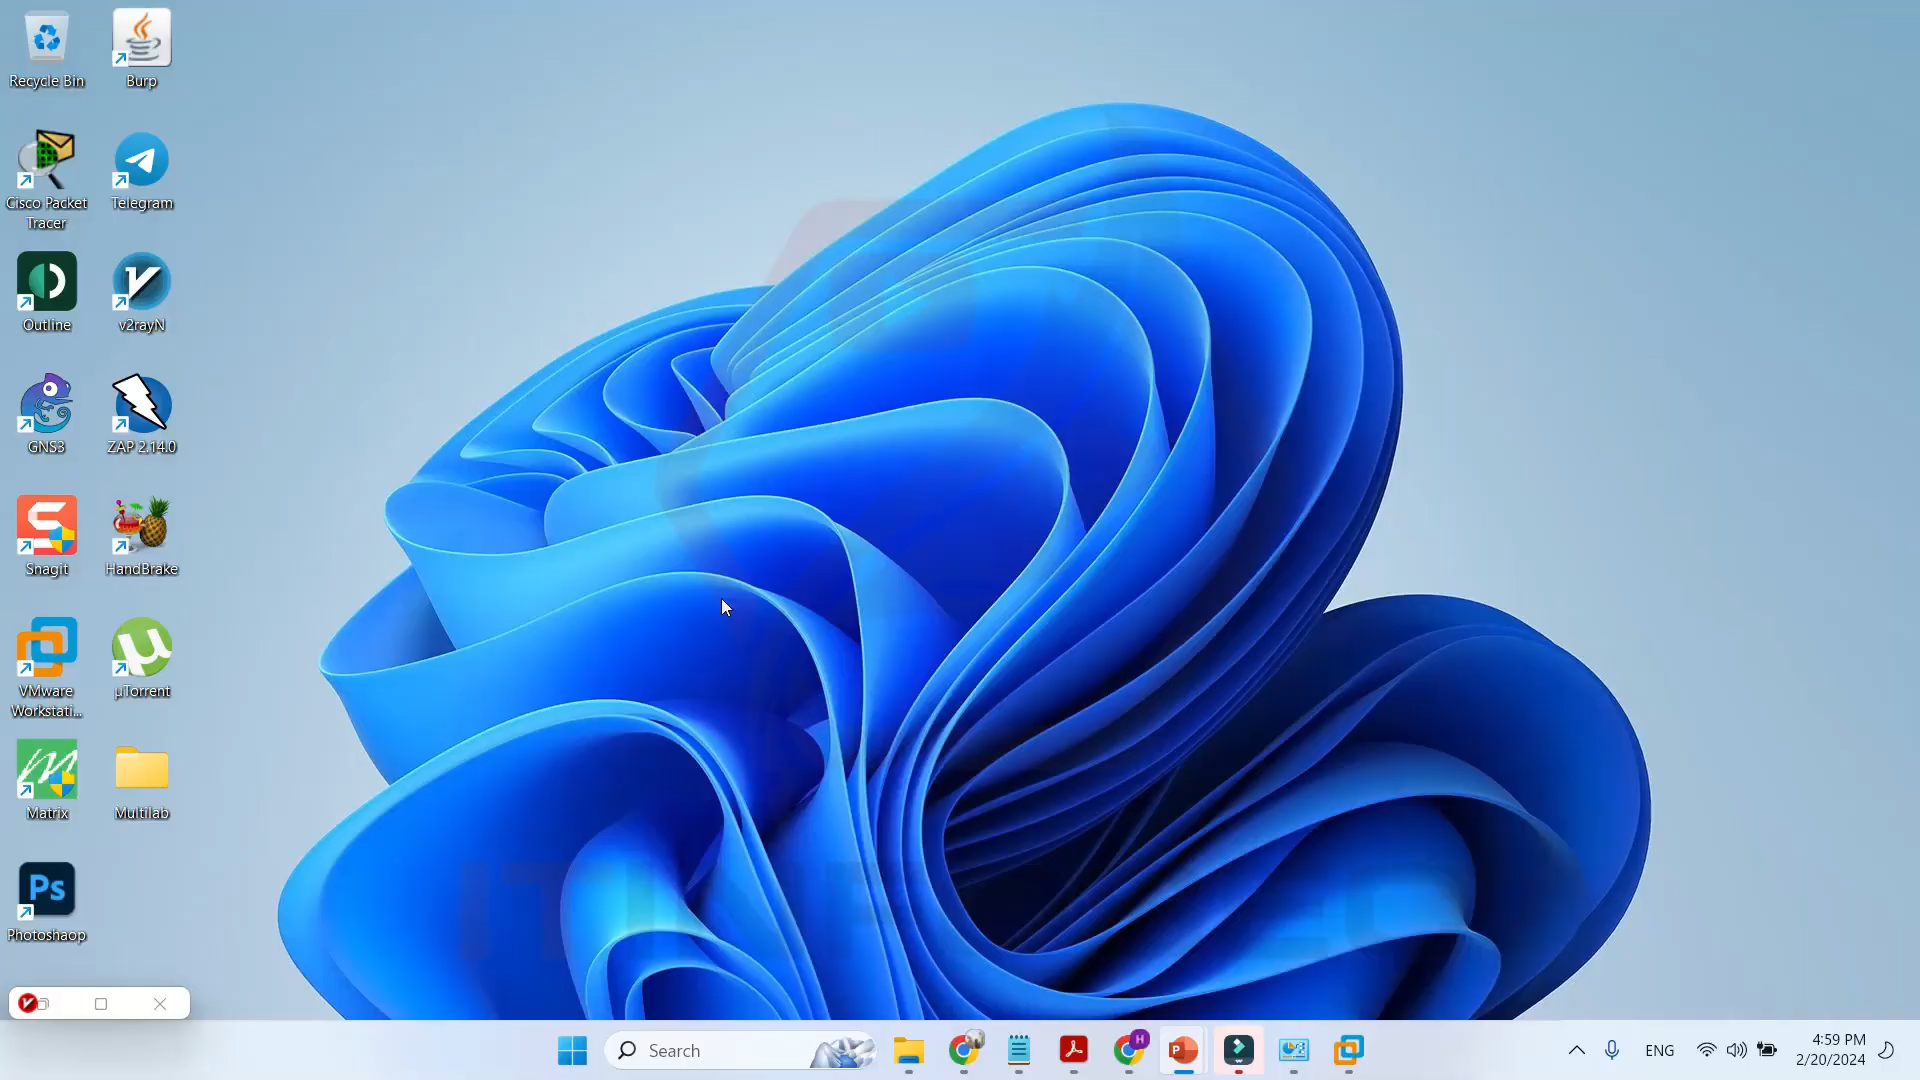 Recycle Bin
Burp
Cisco Packet
Tracer
Telegram
Outline
v2rayN
GNS3
ZAP 2.14.0
Snagit
HandBrake
VMware
Workstati...
µTorrent
Matrix
Multilab
Ps
Photoshaop
Search
H
P
ENG
4:59 PM
2/20/2024